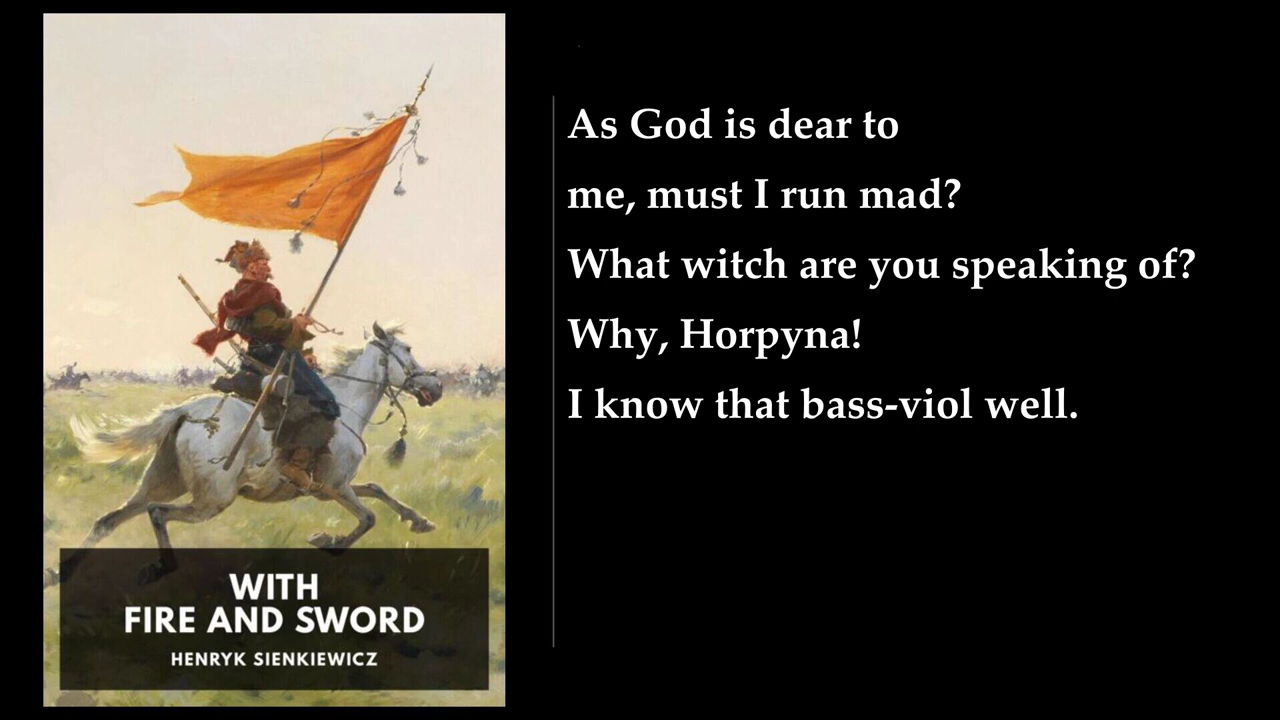 As God is dear to
me, must I run mad?
What witch are you speaking of?
Why, Horpyna!
I know that bass-viol well.
WITH
FIRE AND SWORD
HENRYK SIENKIEWICZ